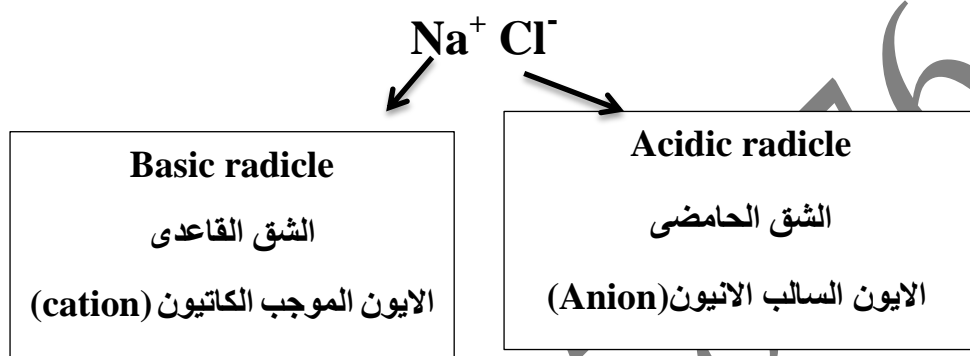 Na⁺ Cl⁻
Basic radicle
الشق القاعدى
الايون الموجب الكاتيون (cation)
Acidic radicle
الشق الحامضى
الايون السالب الانيون(Anion)